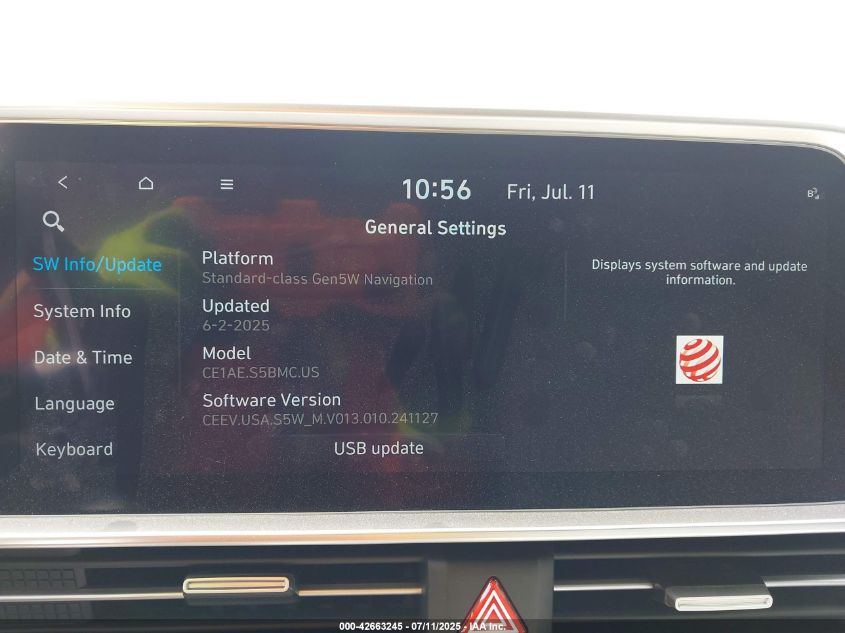 10:56 Fri, Jul. 11
General Settings
SW Info/Update
System Info
Date & Time
Language
Keyboard
Platform
Standard-class Gen5W Navigation
Updated
6-2-2025
Model
CE1AE.S5BMC.US
Software Version
CEEV.USA.S5W_M.V013.010.241127
USB update
Displays system software and update
information.
000-42663245 - 07/11/2025 - IAA Inc.